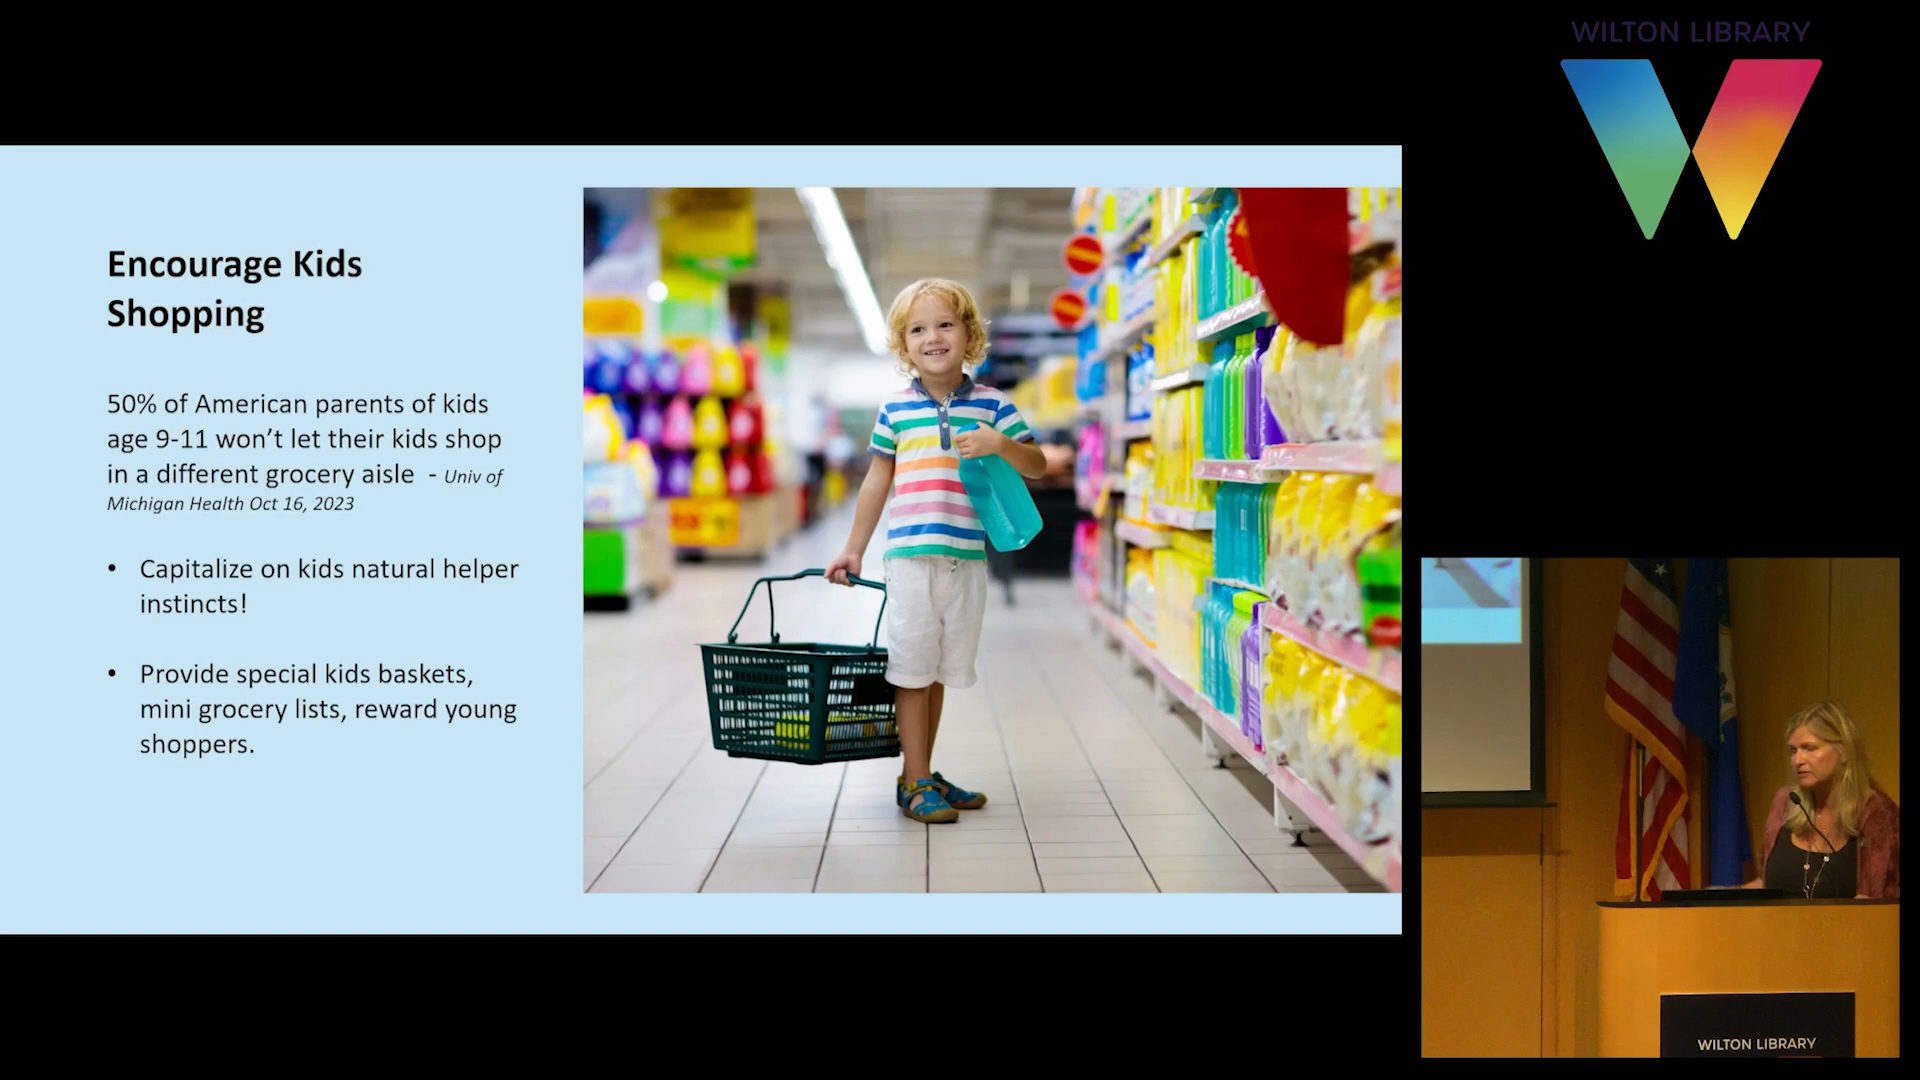 WILTON LIBRARY
Encourage Kids
Shopping
50% of American parents of kids
age 9-11 won’t let their kids shop
in a different grocery aisle - Univ of
Michigan Health Oct 16, 2023
• Capitalize on kids natural helper
instincts!
• Provide special kids baskets,
mini grocery lists, reward young
shoppers.
WILTON LIBRARY